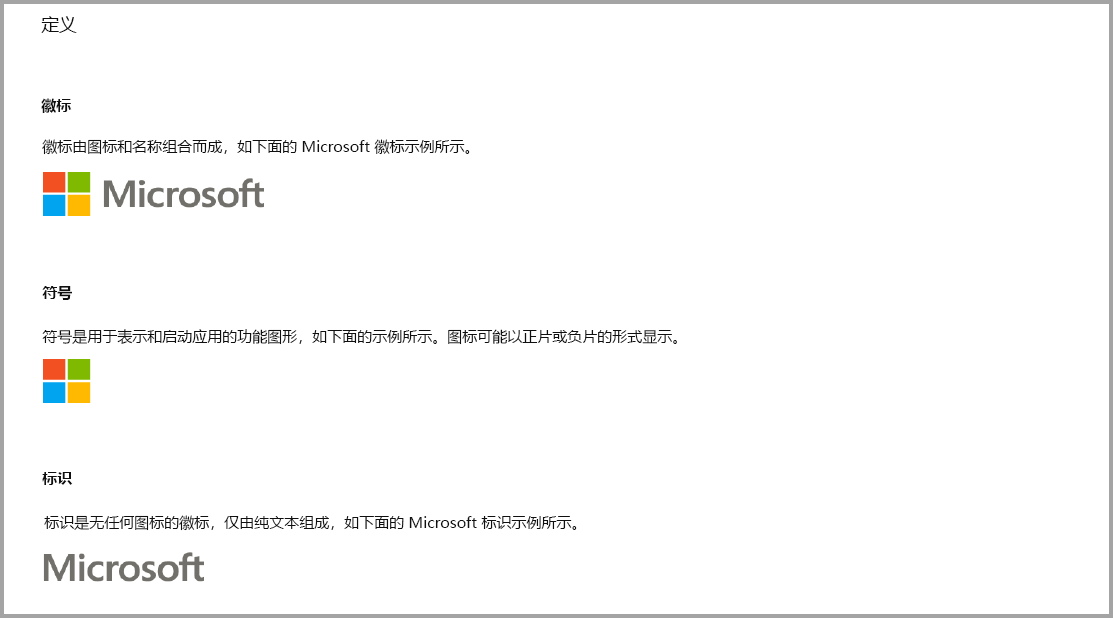 定义
徽标
徽标由图标和名称组合而成，如下面的 Microsoft 徽标示例所示。
Microsoft
符号
符号是用于表示和启动应用的功能图形，如下面的示例所示。图标可能以正片或负片的形式显示。
标识
标识是无任何图标的徽标，仅由纯文本组成，如下面的 Microsoft 标识示例所示。
Microsoft